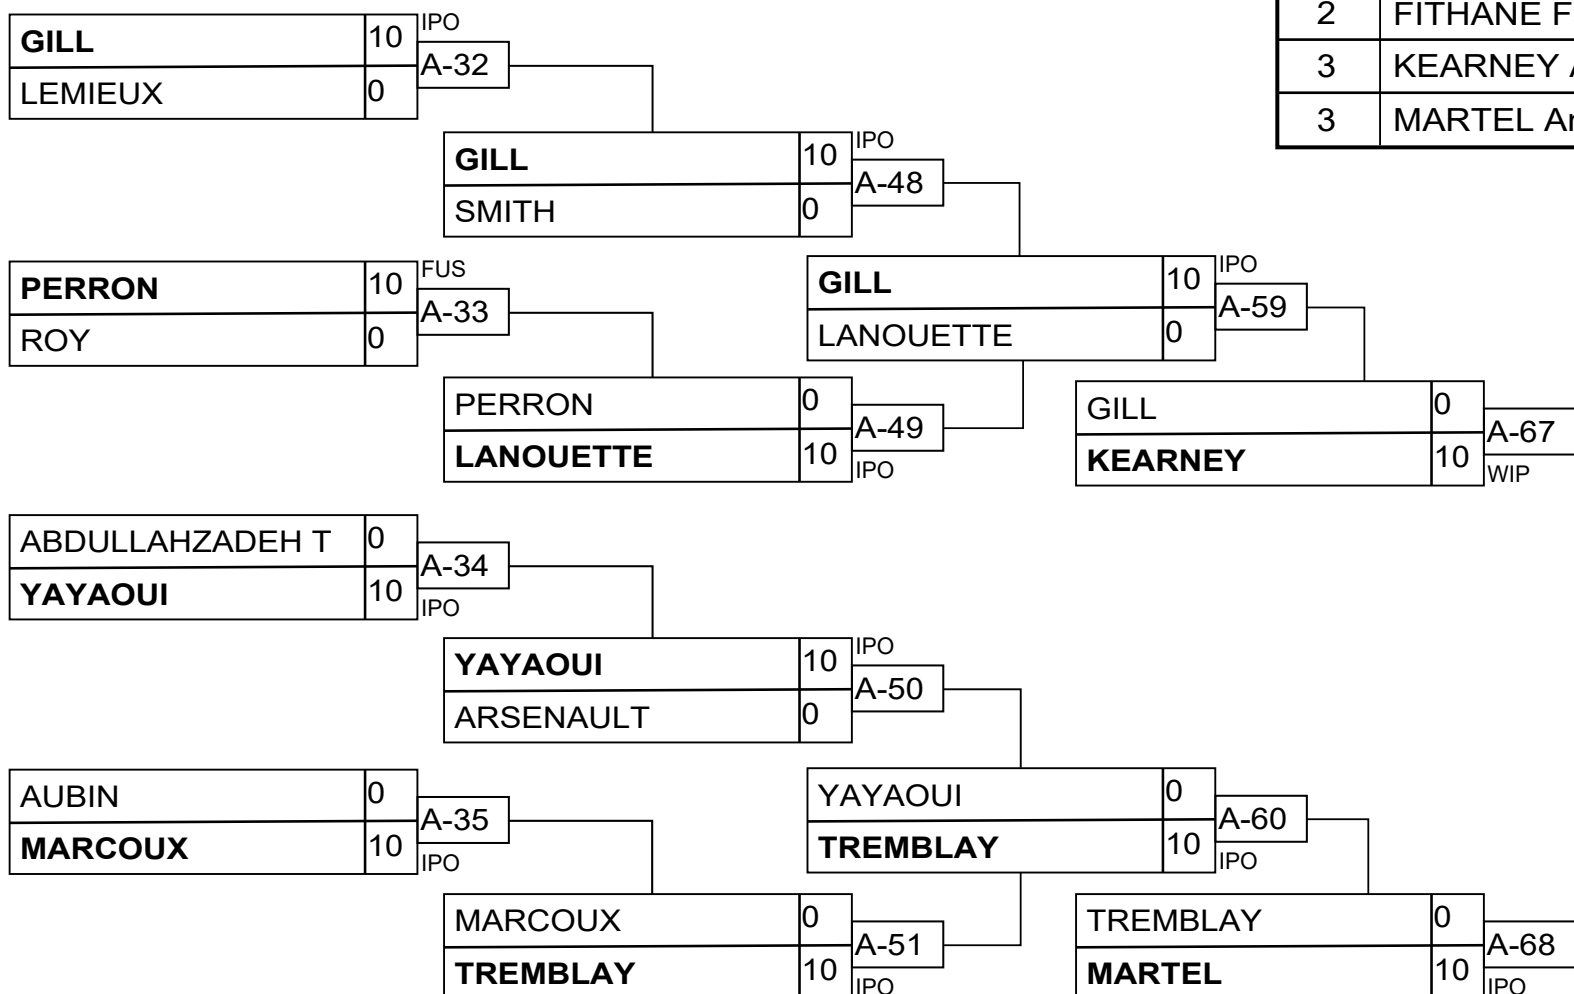 2 FITHANE F
3 KEARNEY
3 MARTEL
GILL 10 IPO
A-32
LEMIEUX 0
GILL 10 IPO
A-48
SMITH 0
PERRON 10 FUS
A-33
ROY 0
GILL 10 IPO
A-59
LANOUETTE 0
PERRON 0
A-49
LANOUETTE 10 IPO
GILL 0
A-67
KEARNEY 10 WIP
ABDULLAHZADEH T 0
A-34
YAYAOUI 10 IPO
YAYAOUI 10 IPO
A-50
ARSENAULT 0
AUBIN 0
A-35
MARCOUX 10 IPO
YAYAOUI 0
A-60
TREMBLAY 10 IPO
MARCOUX 0
A-51
TREMBLAY 10 IPO
TREMBLAY 0
A-68
MARTEL 10 IPO